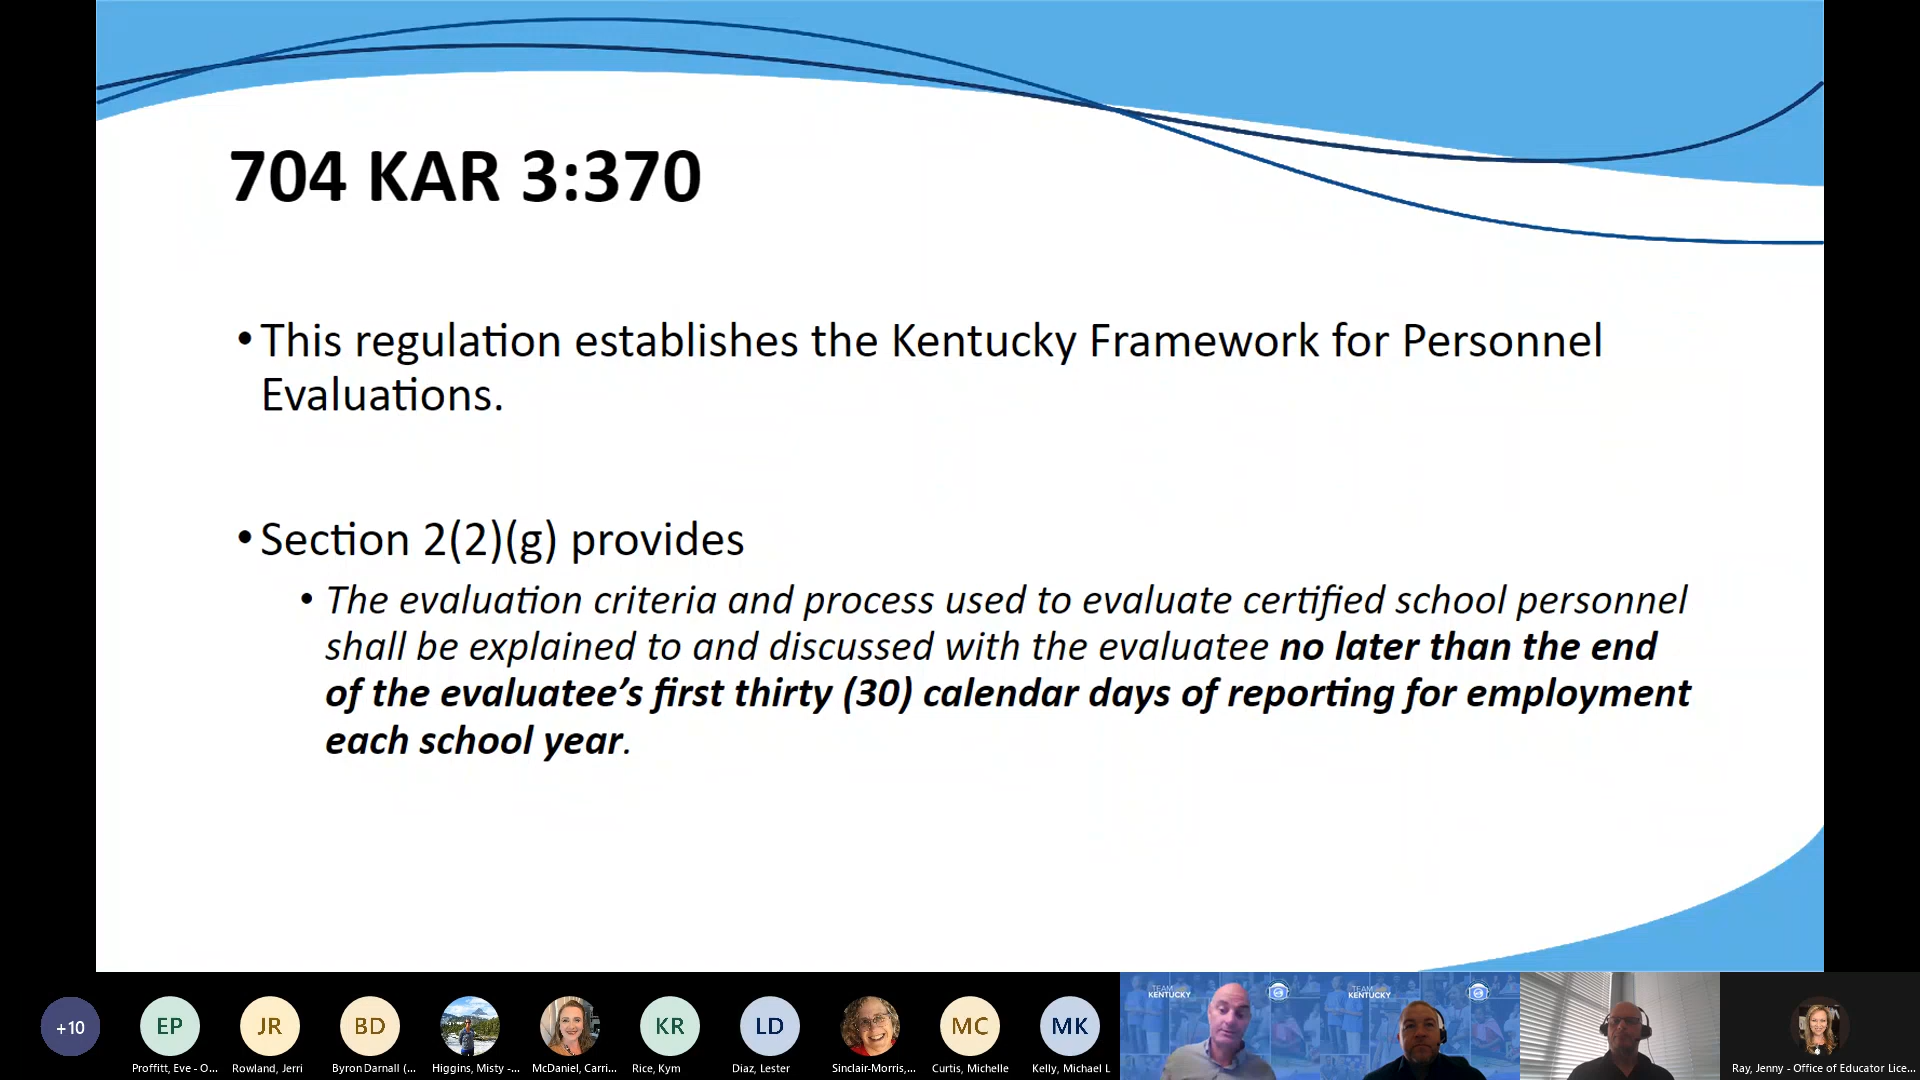 704 KAR 3:370
•This regulation establishes the Kentucky Framework for Personnel
Evaluations.
•Section 2(2)(g) provides
•The evaluation criteria and process used to evaluate certified school personnel
shall be explained to and discussed with the evaluatee no later than the end
of the evaluatee’s first thirty (30) calendar days of reporting for employment
each school year.
+10
EP
JR
BD
KR
LD
MC
MK
TEAM
KENTUCKY
TEAM
KENTUCKY
Proffitt, Eve - O...
Rowland, Jerri
Byron Darnall (...
Higgins, Misty -...
McDaniel, Carri...
Rice, Kym
Diaz, Lester
Sinclair-Morris,...
Curtis, Michelle
Kelly, Michael L
Ray, Jenny - Office of Educator Lice...